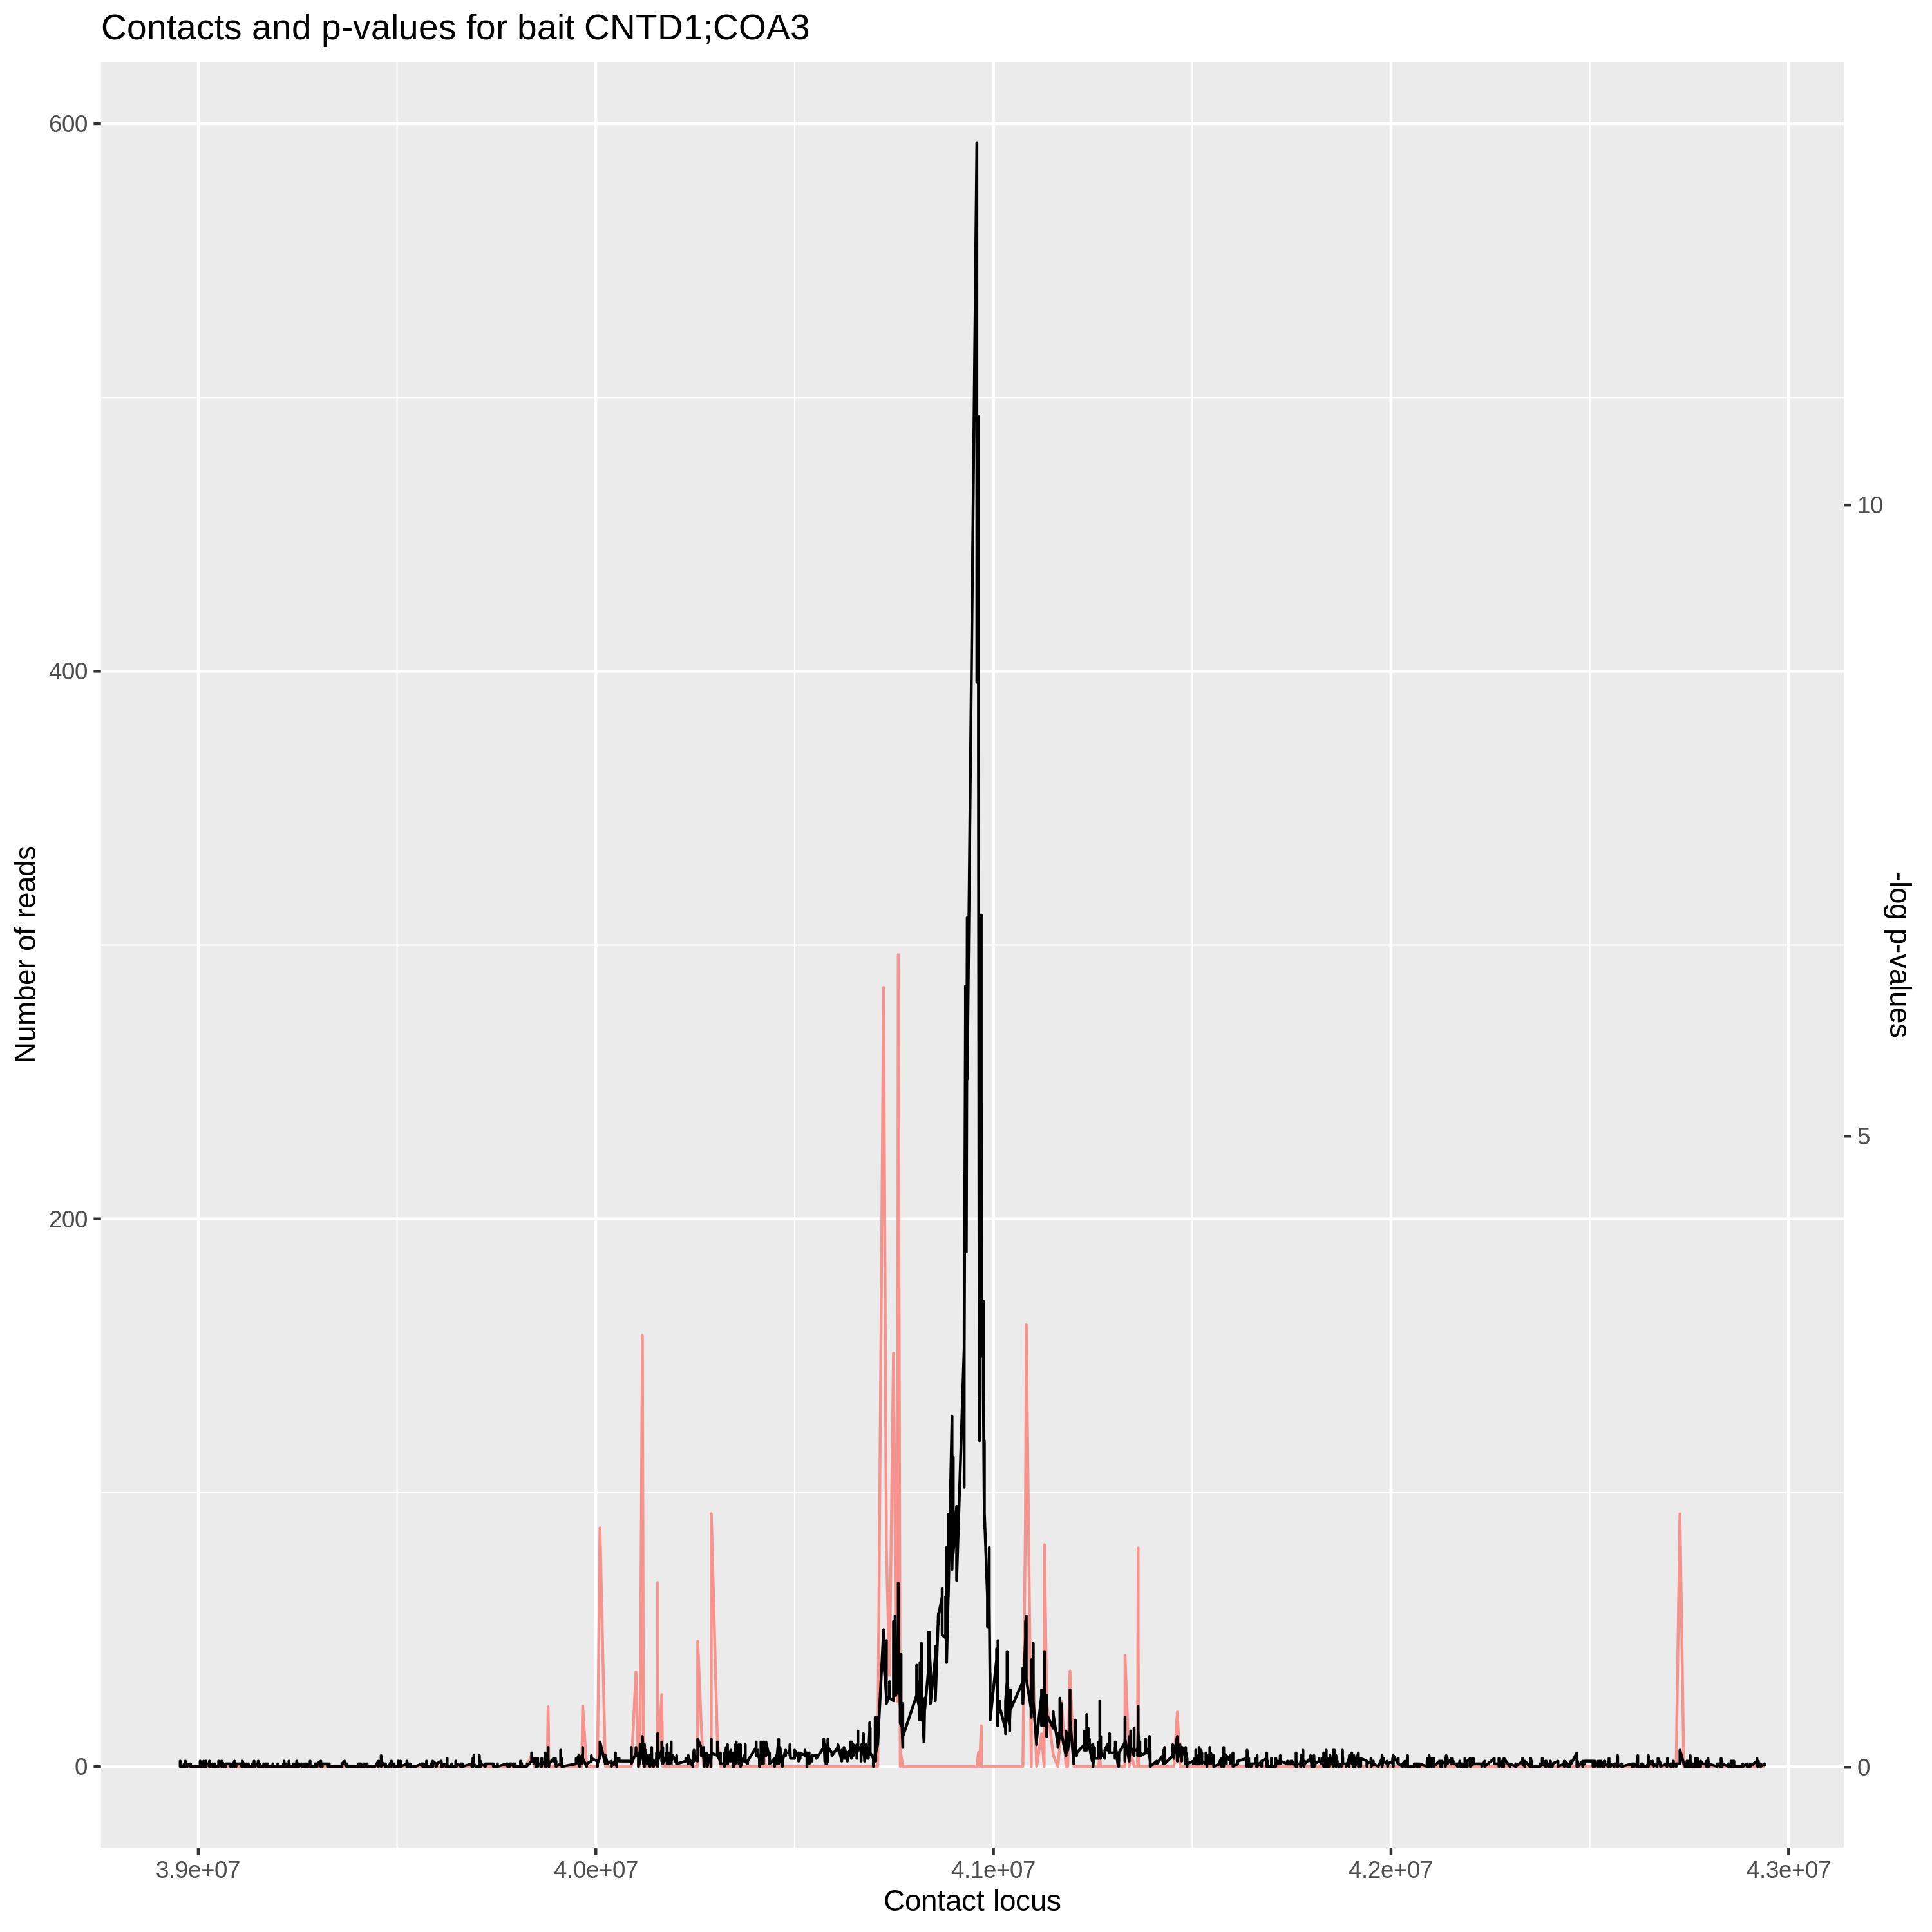 Contacts and p-values for bait CNTD1;COA3
600
400
200
0
Number of reads
10
5
0
-log p-values
3.9e+07 4.0e+07 4.1e+07 4.2e+07 4.3e+07
Contact locus